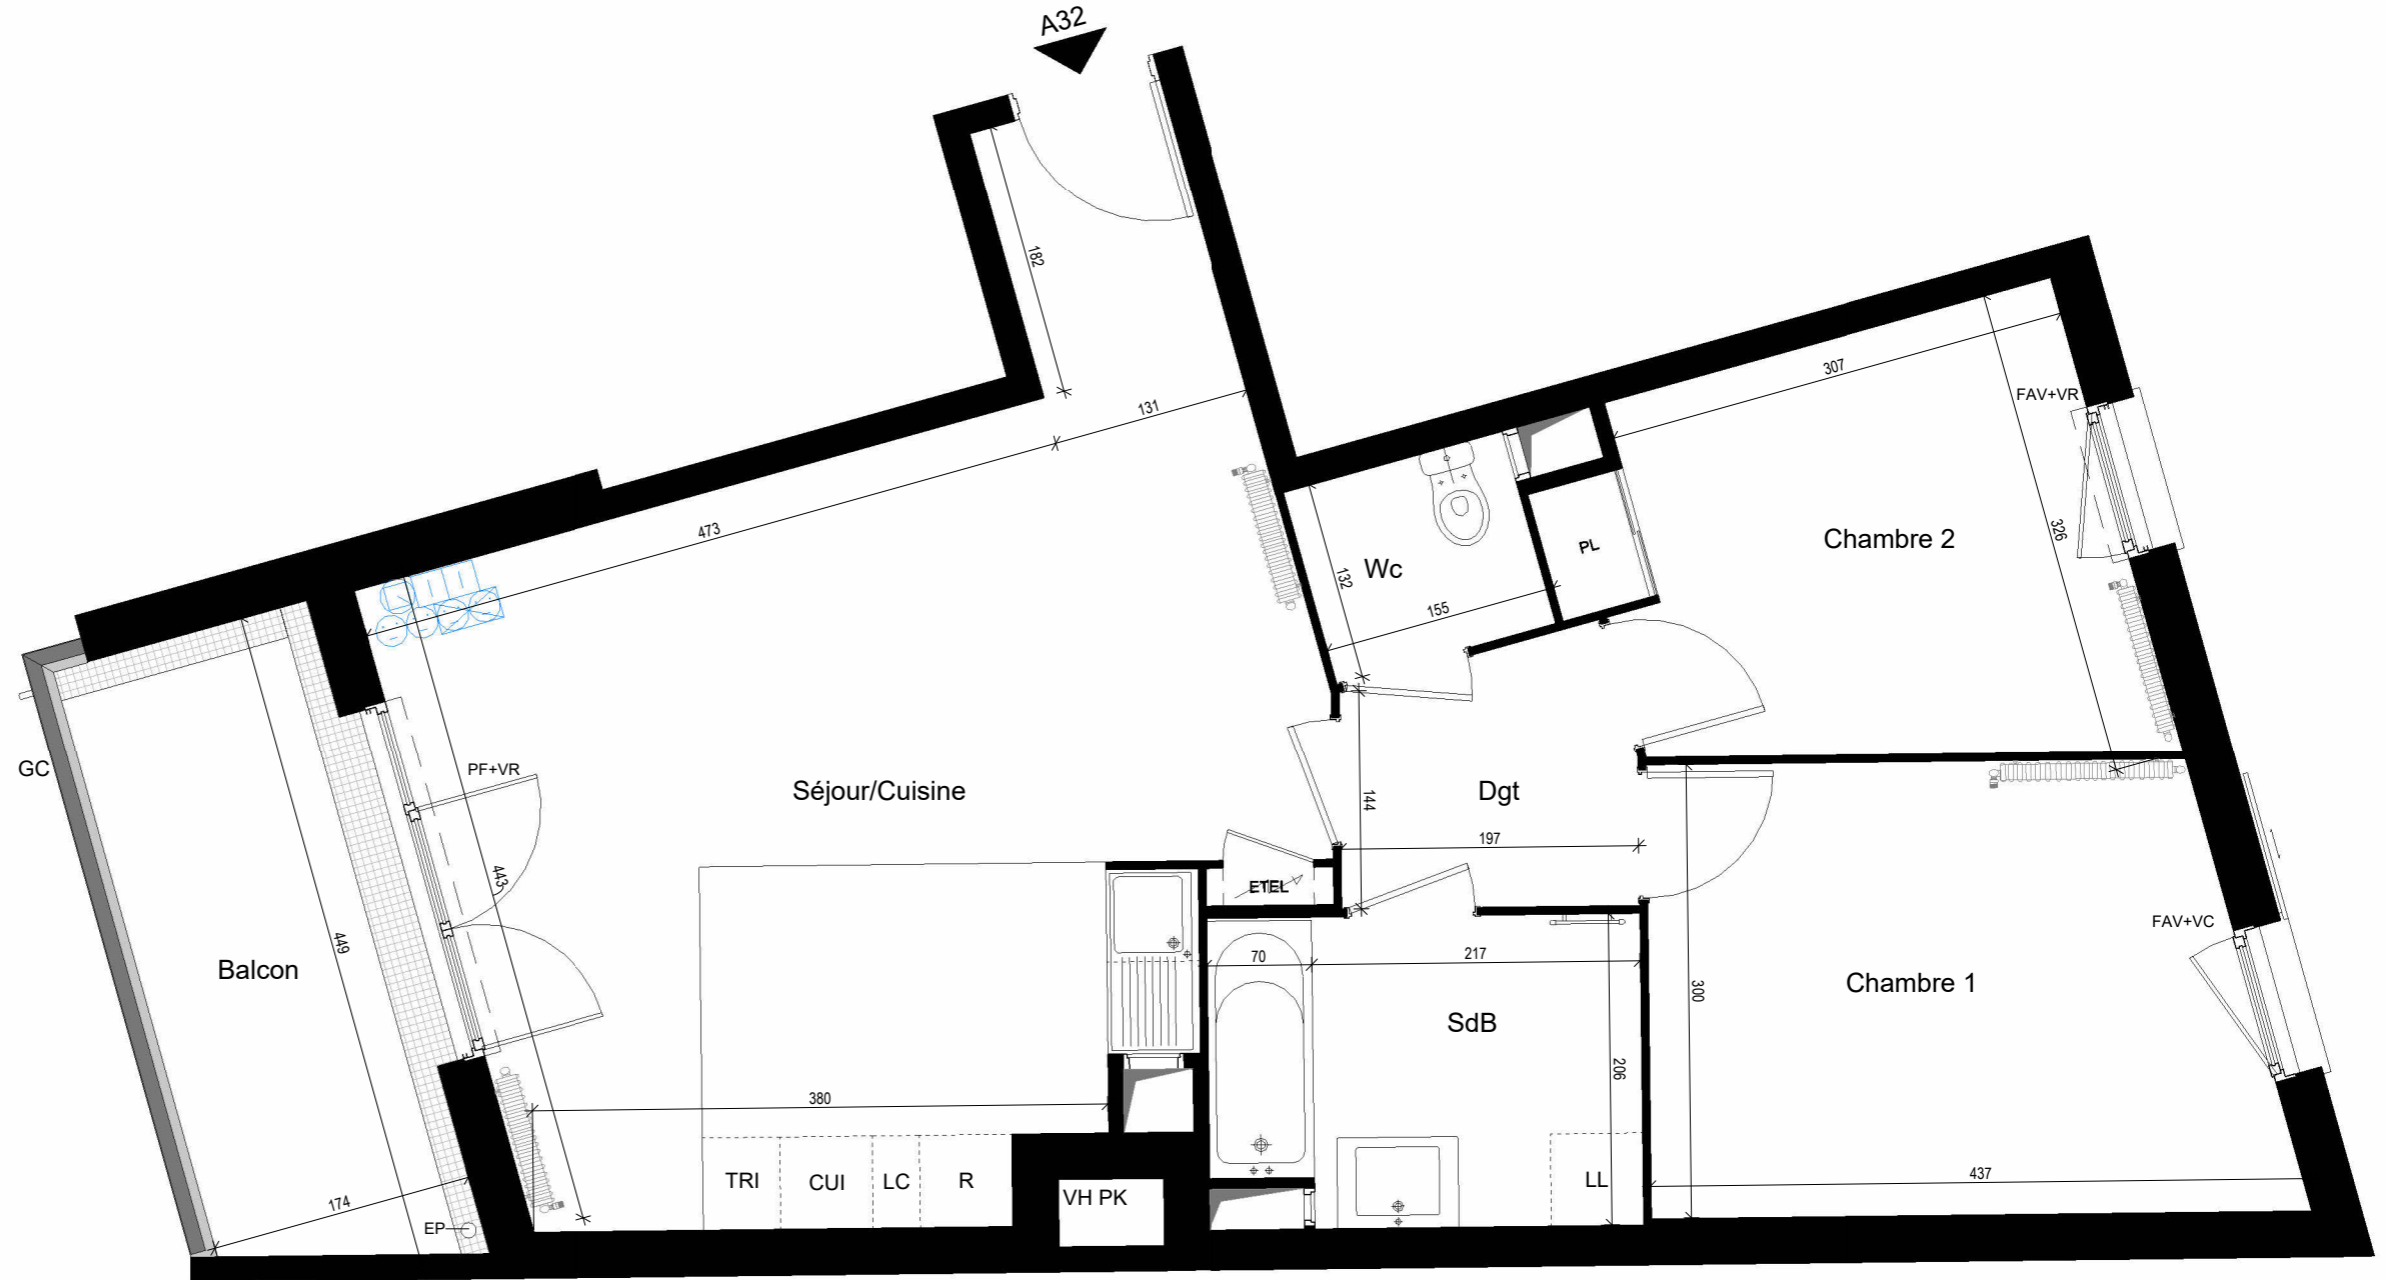 A32
182
131
307
FAV+VR
473
326
Chambre 2
PL
Wc
132
155
GC
PF+VR
Séjour/Cuisine
144
Dgt
197
443
ETEL
449
Balcon
FAV+VC
70
217
300
Chambre 1
SdB
206
380
174
EP
TRI
CUI
LC
R
VH PK
LL
437